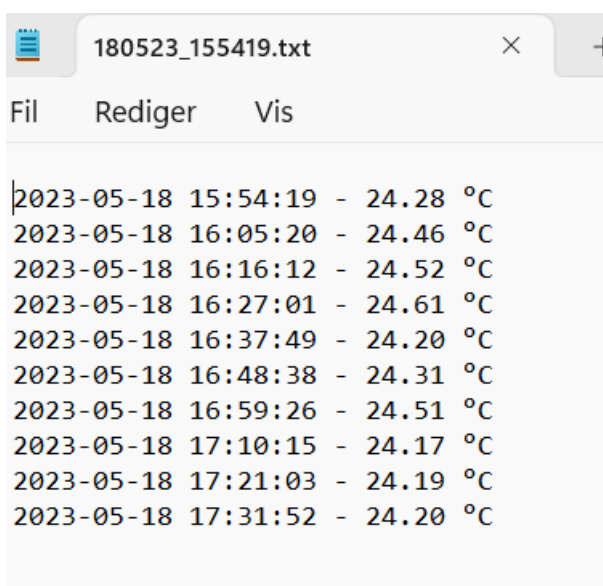 180523_155419.txt
Fil Rediger Vis
2023-05-18 15:54:19 - 24.28 °C
2023-05-18 16:05:20 - 24.46 °C
2023-05-18 16:16:12 - 24.52 °C
2023-05-18 16:27:01 - 24.61 °C
2023-05-18 16:37:49 - 24.20 °C
2023-05-18 16:48:38 - 24.31 °C
2023-05-18 16:59:26 - 24.51 °C
2023-05-18 17:10:15 - 24.17 °C
2023-05-18 17:21:03 - 24.19 °C
2023-05-18 17:31:52 - 24.20 °C